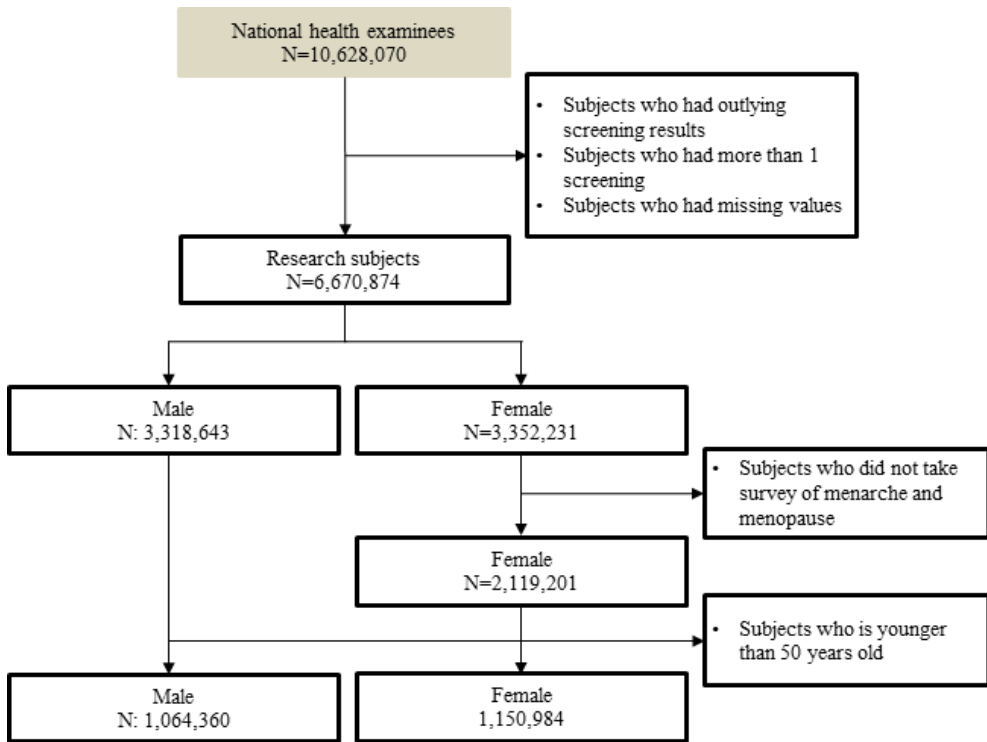 National health examinees
N=10,628,070
• Subjects who had outlying
screening results
• Subjects who had more than 1
screening
• Subjects who had missing values
Research subjects
N=6,670,874
Male
N: 3,318,643
Female
N=3,352,231
• Subjects who did not take
survey of menarche and
menopause
Female
N=2,119,201
• Subjects who is younger
than 50 years old
Male
N: 1,064,360
Female
1,150,984